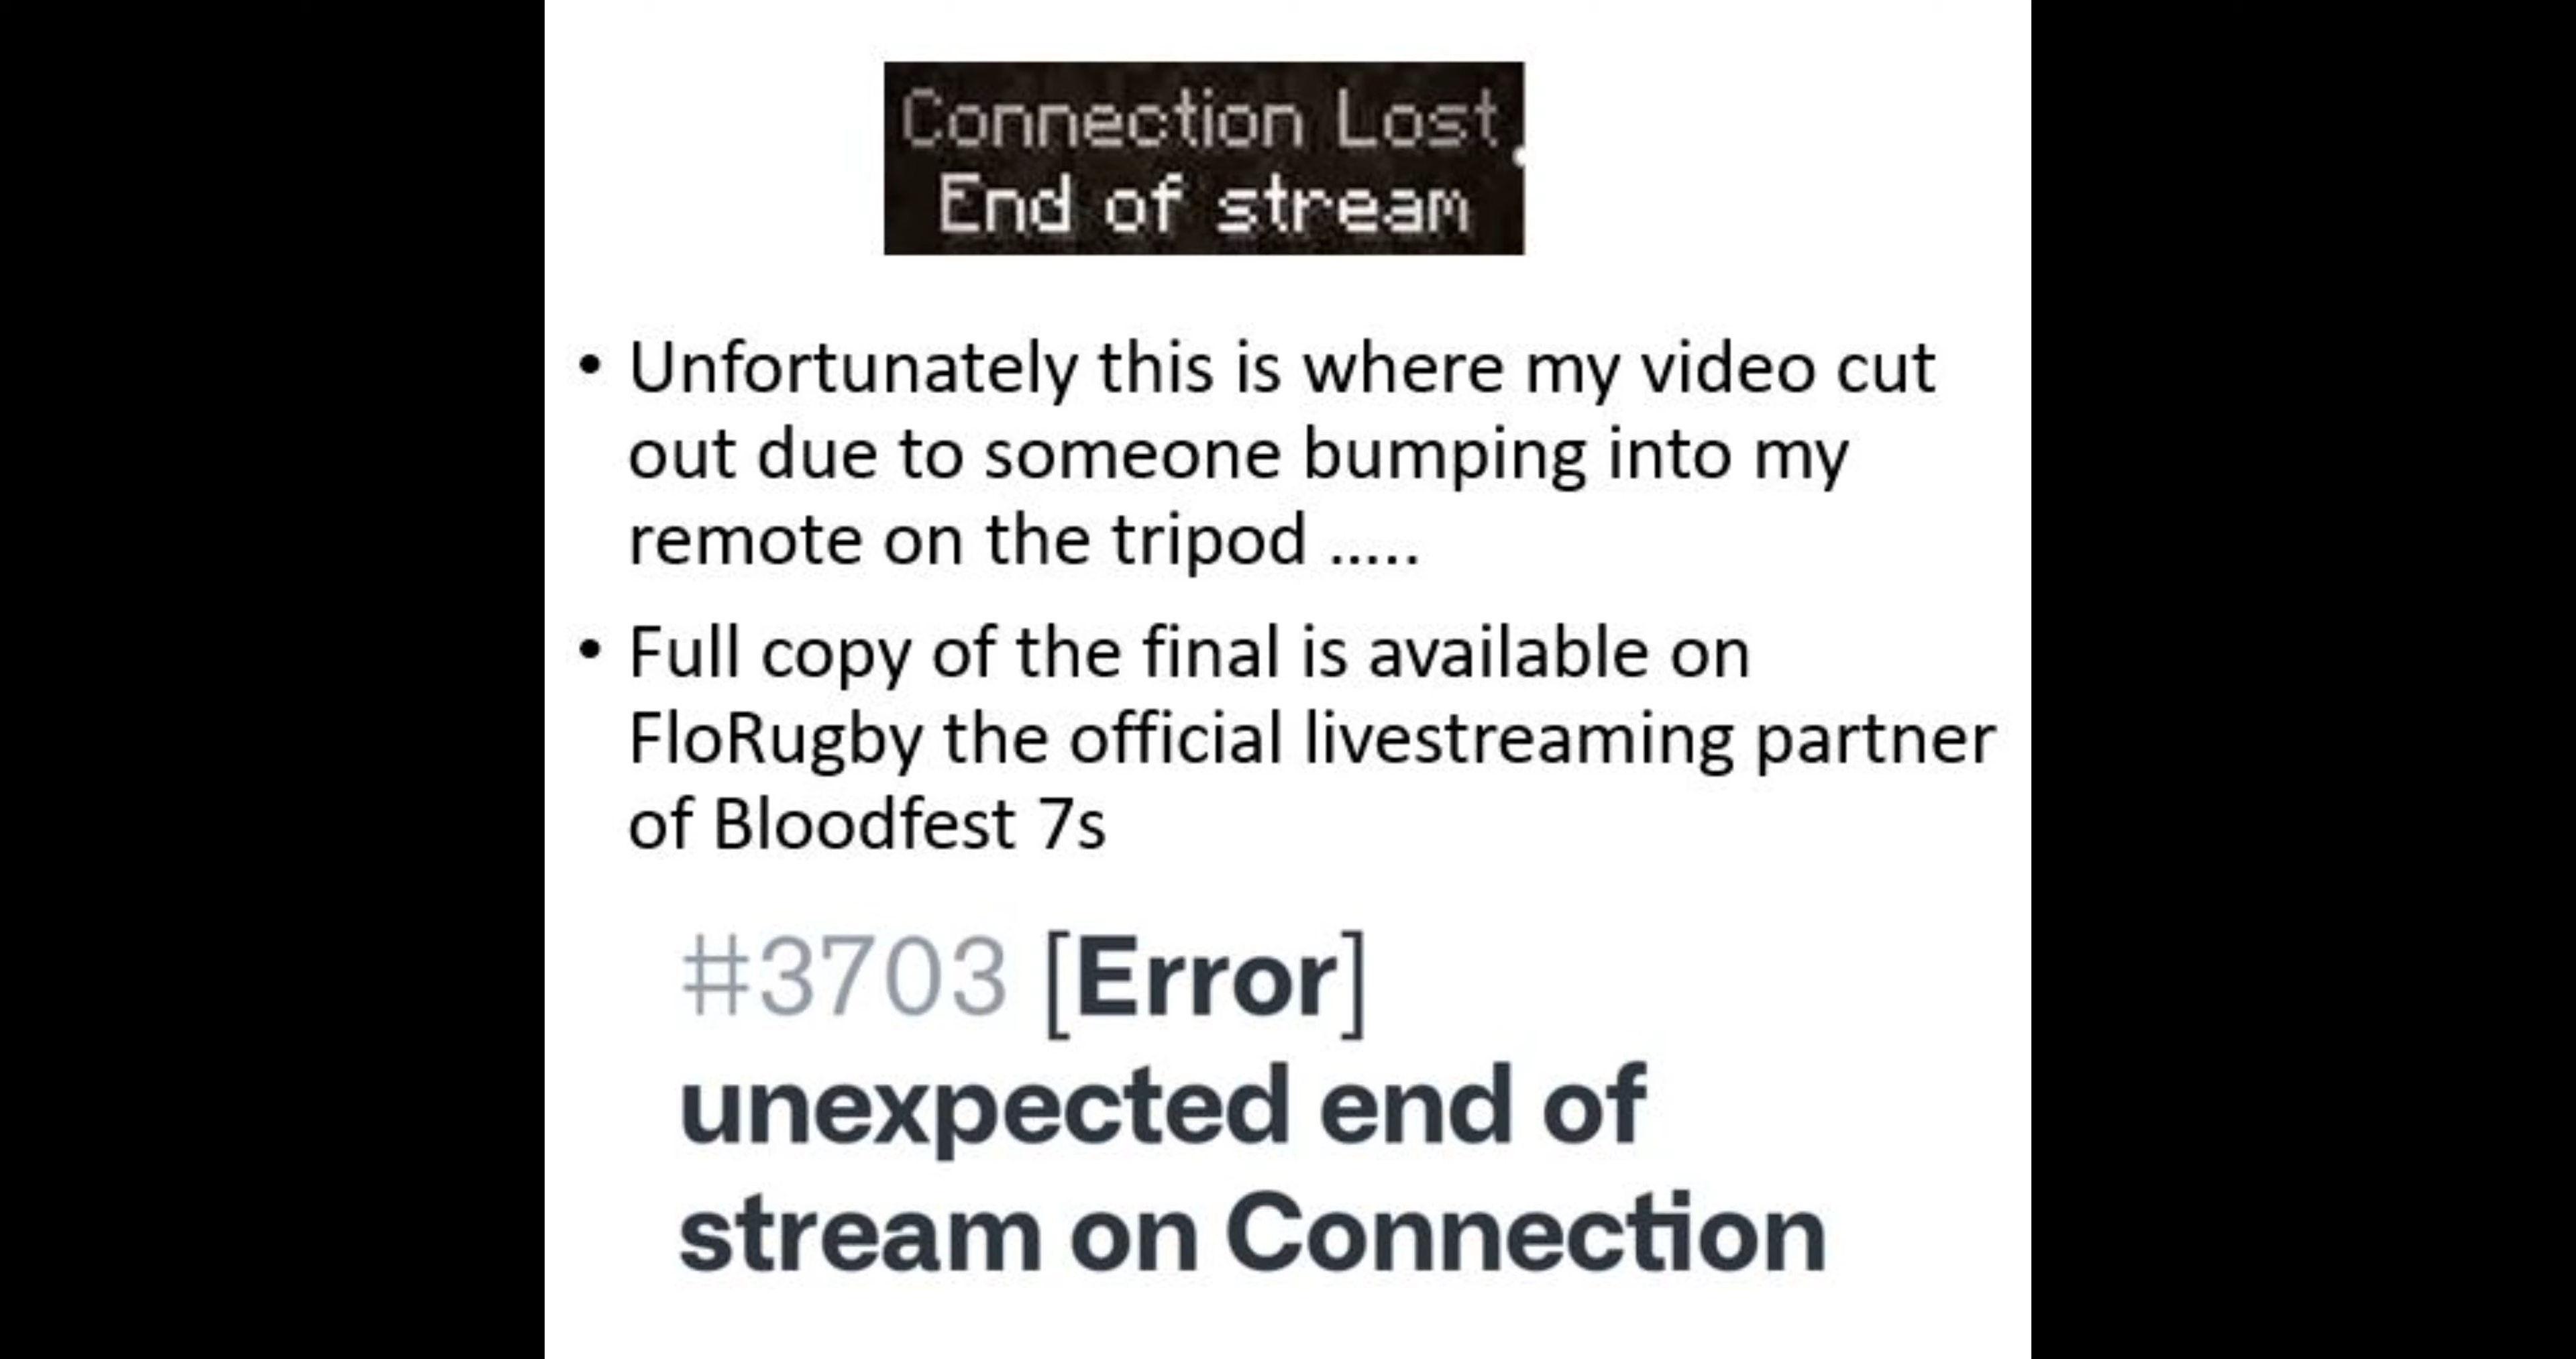 Connection Lost
End of stream
• Unfortunately this is where my video cut
out due to someone bumping into my
remote on the tripod .....
• Full copy of the final is available on
FloRugby the official livestreaming partner
of Bloodfest 7s
#3703 [Error]
unexpected end of
stream on Connection